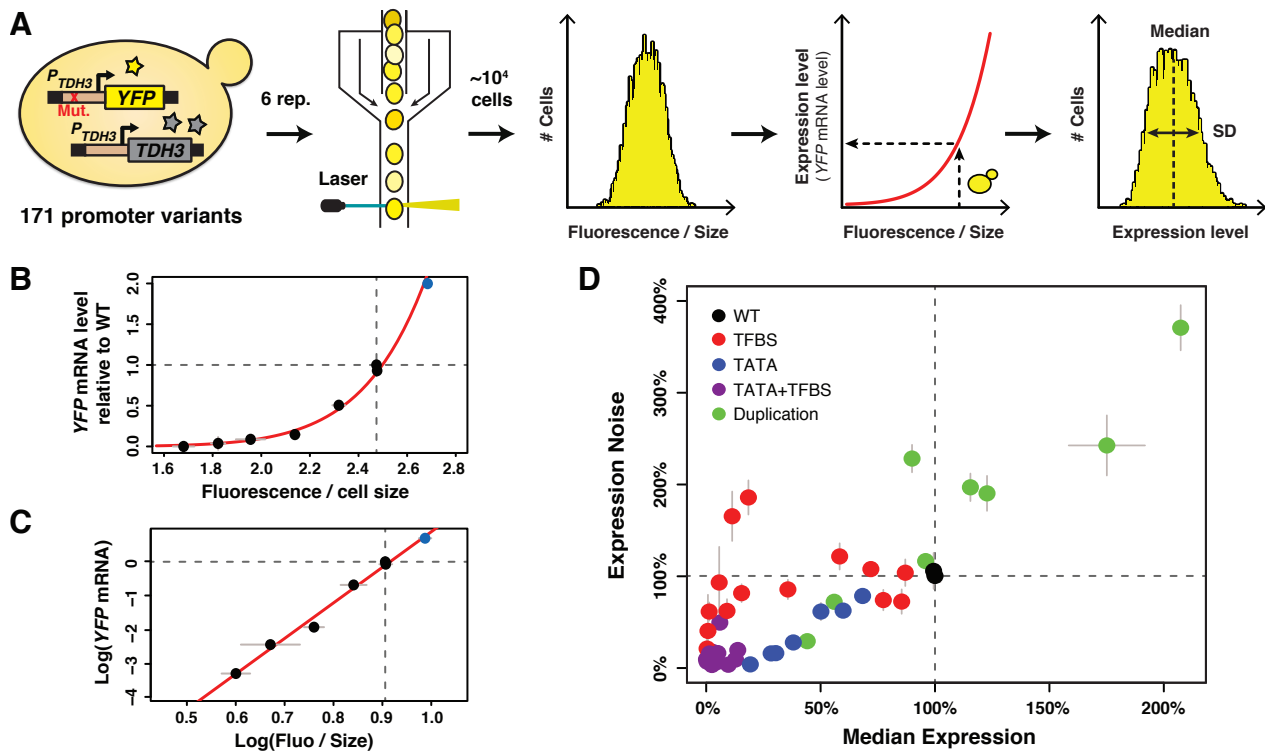 A
P TDH3
YFP
Mut.
P TDH3
TDH3
171 promoter variants
6 rep.
Laser
~10⁴
cells
# Cells
Fluorescence / Size
Expression level
(YFP mRNA level)
Fluorescence / Size
# Cells
Median
SD
Expression level
B
YFP mRNA level
relative to WT
2.0
1.5
1.0
0.5
0.0
1.6 1.8 2.0 2.2 2.4 2.6 2.8
Fluorescence / cell size
C
Log(YFP mRNA)
0
-1
-2
-3
-4
0.5 0.6 0.7 0.8 0.9 1.0
Log(Fluo / Size)
D
Expression Noise
400%
300%
200%
100%
0%
WT
TFBS
TATA
TATA+TFBS
Duplication
0% 50% 100% 150% 200%
Median Expression